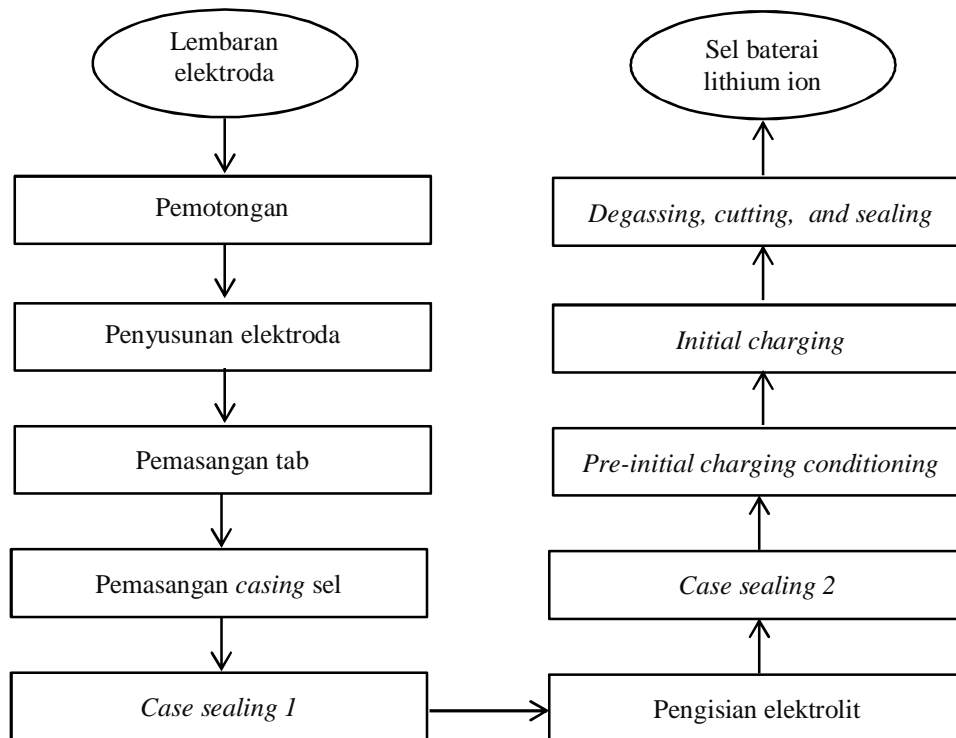 Lembaran
elektroda
Pemotongan
Penyusunan elektroda
Pemasangan tab
Pemasangan casing sel
Case sealing 1
Pengisian elektrolit
Case sealing 2
Pre-initial charging conditioning
Initial charging
Degassing, cutting, and sealing
Sel baterai
lithium ion